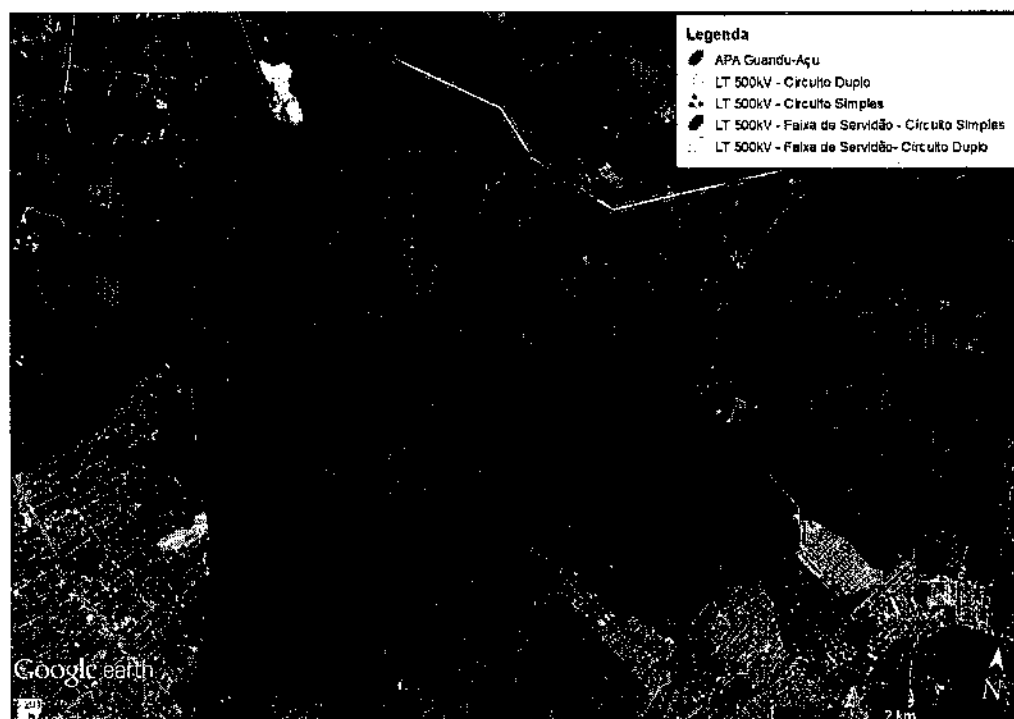 Legenda
APA Guandu-Açu
LT 500kV - Circuito Duplo
LT 500kV - Circuito Simples
LT 500kV - Faixa de Servidão - Circuito Simples
LT 500kV - Faixa de Servidão- Circuito Duplo
Google earth
N
2 km